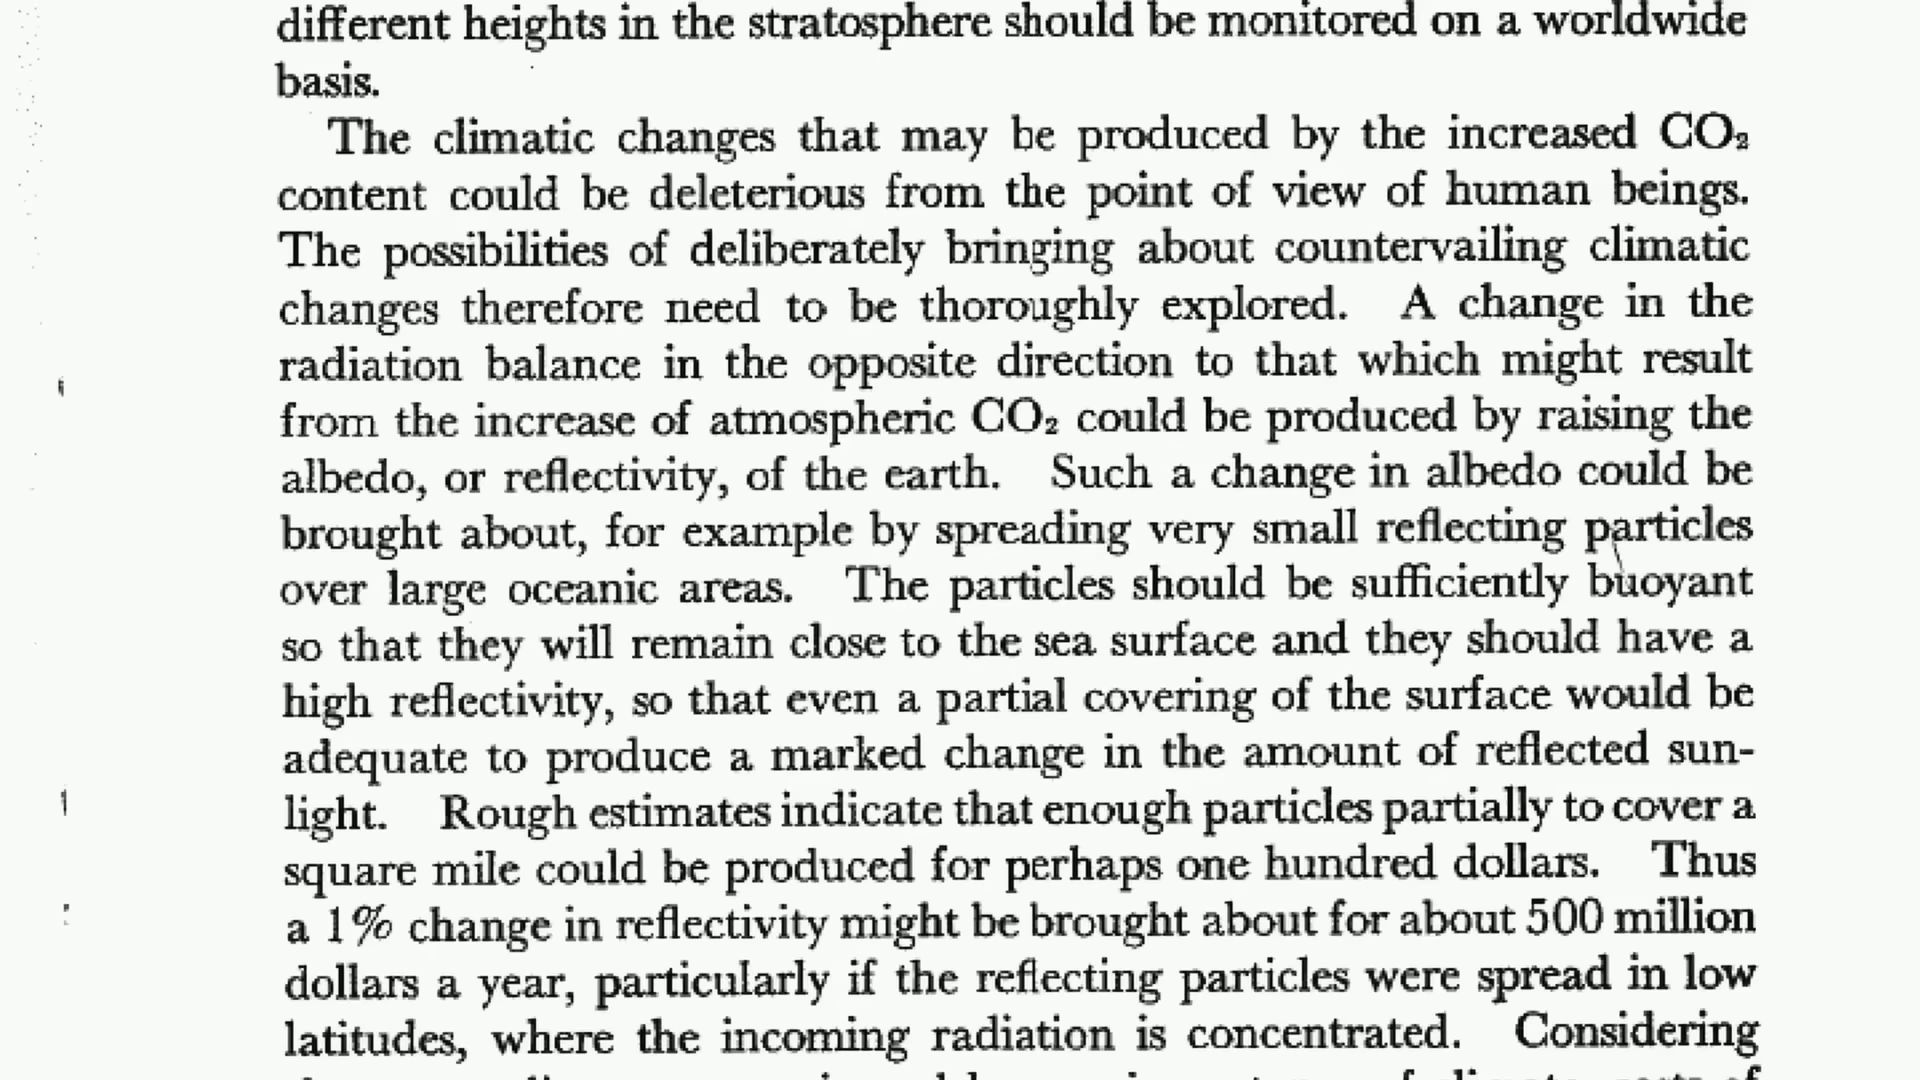 different heights in the stratosphere should be monitored on a worldwide
basis.
The climatic changes that may be produced by the increased CO₂
content could be deleterious from the point of view of human beings.
The possibilities of deliberately bringing about countervailing climatic
changes therefore need to be thoroughly explored. A change in the
radiation balance in the opposite direction to that which might result
from the increase of atmospheric CO₂ could be produced by raising the
albedo, or reflectivity, of the earth. Such a change in albedo could be
brought about, for example by spreading very small reflecting particles
over large oceanic areas. The particles should be sufficiently buoyant
so that they will remain close to the sea surface and they should have a
high reflectivity, so that even a partial covering of the surface would be
adequate to produce a marked change in the amount of reflected sun-
light. Rough estimates indicate that enough particles partially to cover a
square mile could be produced for perhaps one hundred dollars. Thus
a 1% change in reflectivity might be brought about for about 500 million
dollars a year, particularly if the reflecting particles were spread in low
latitudes, where the incoming radiation is concentrated. Considering